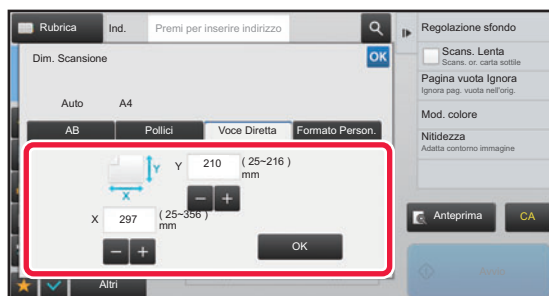 Rubrica
Ind.
Premi per inserire indirizzo
Dim. Scansione
OK
Auto
A4
AB
Pollici
Voce Diretta
Formato Person.
Y
Y
210
( 25~216 )
mm
X
X
297
( 25~356 )
mm
OK
Altri
Regolazione sfondo
Scans. Lenta
Scans. or. carta sottile
Pagina vuota Ignora
Ignora pag. vuota nell'orig.
Mod. colore
Nitidezza
Adatta contorno immagine
Anteprima
CA